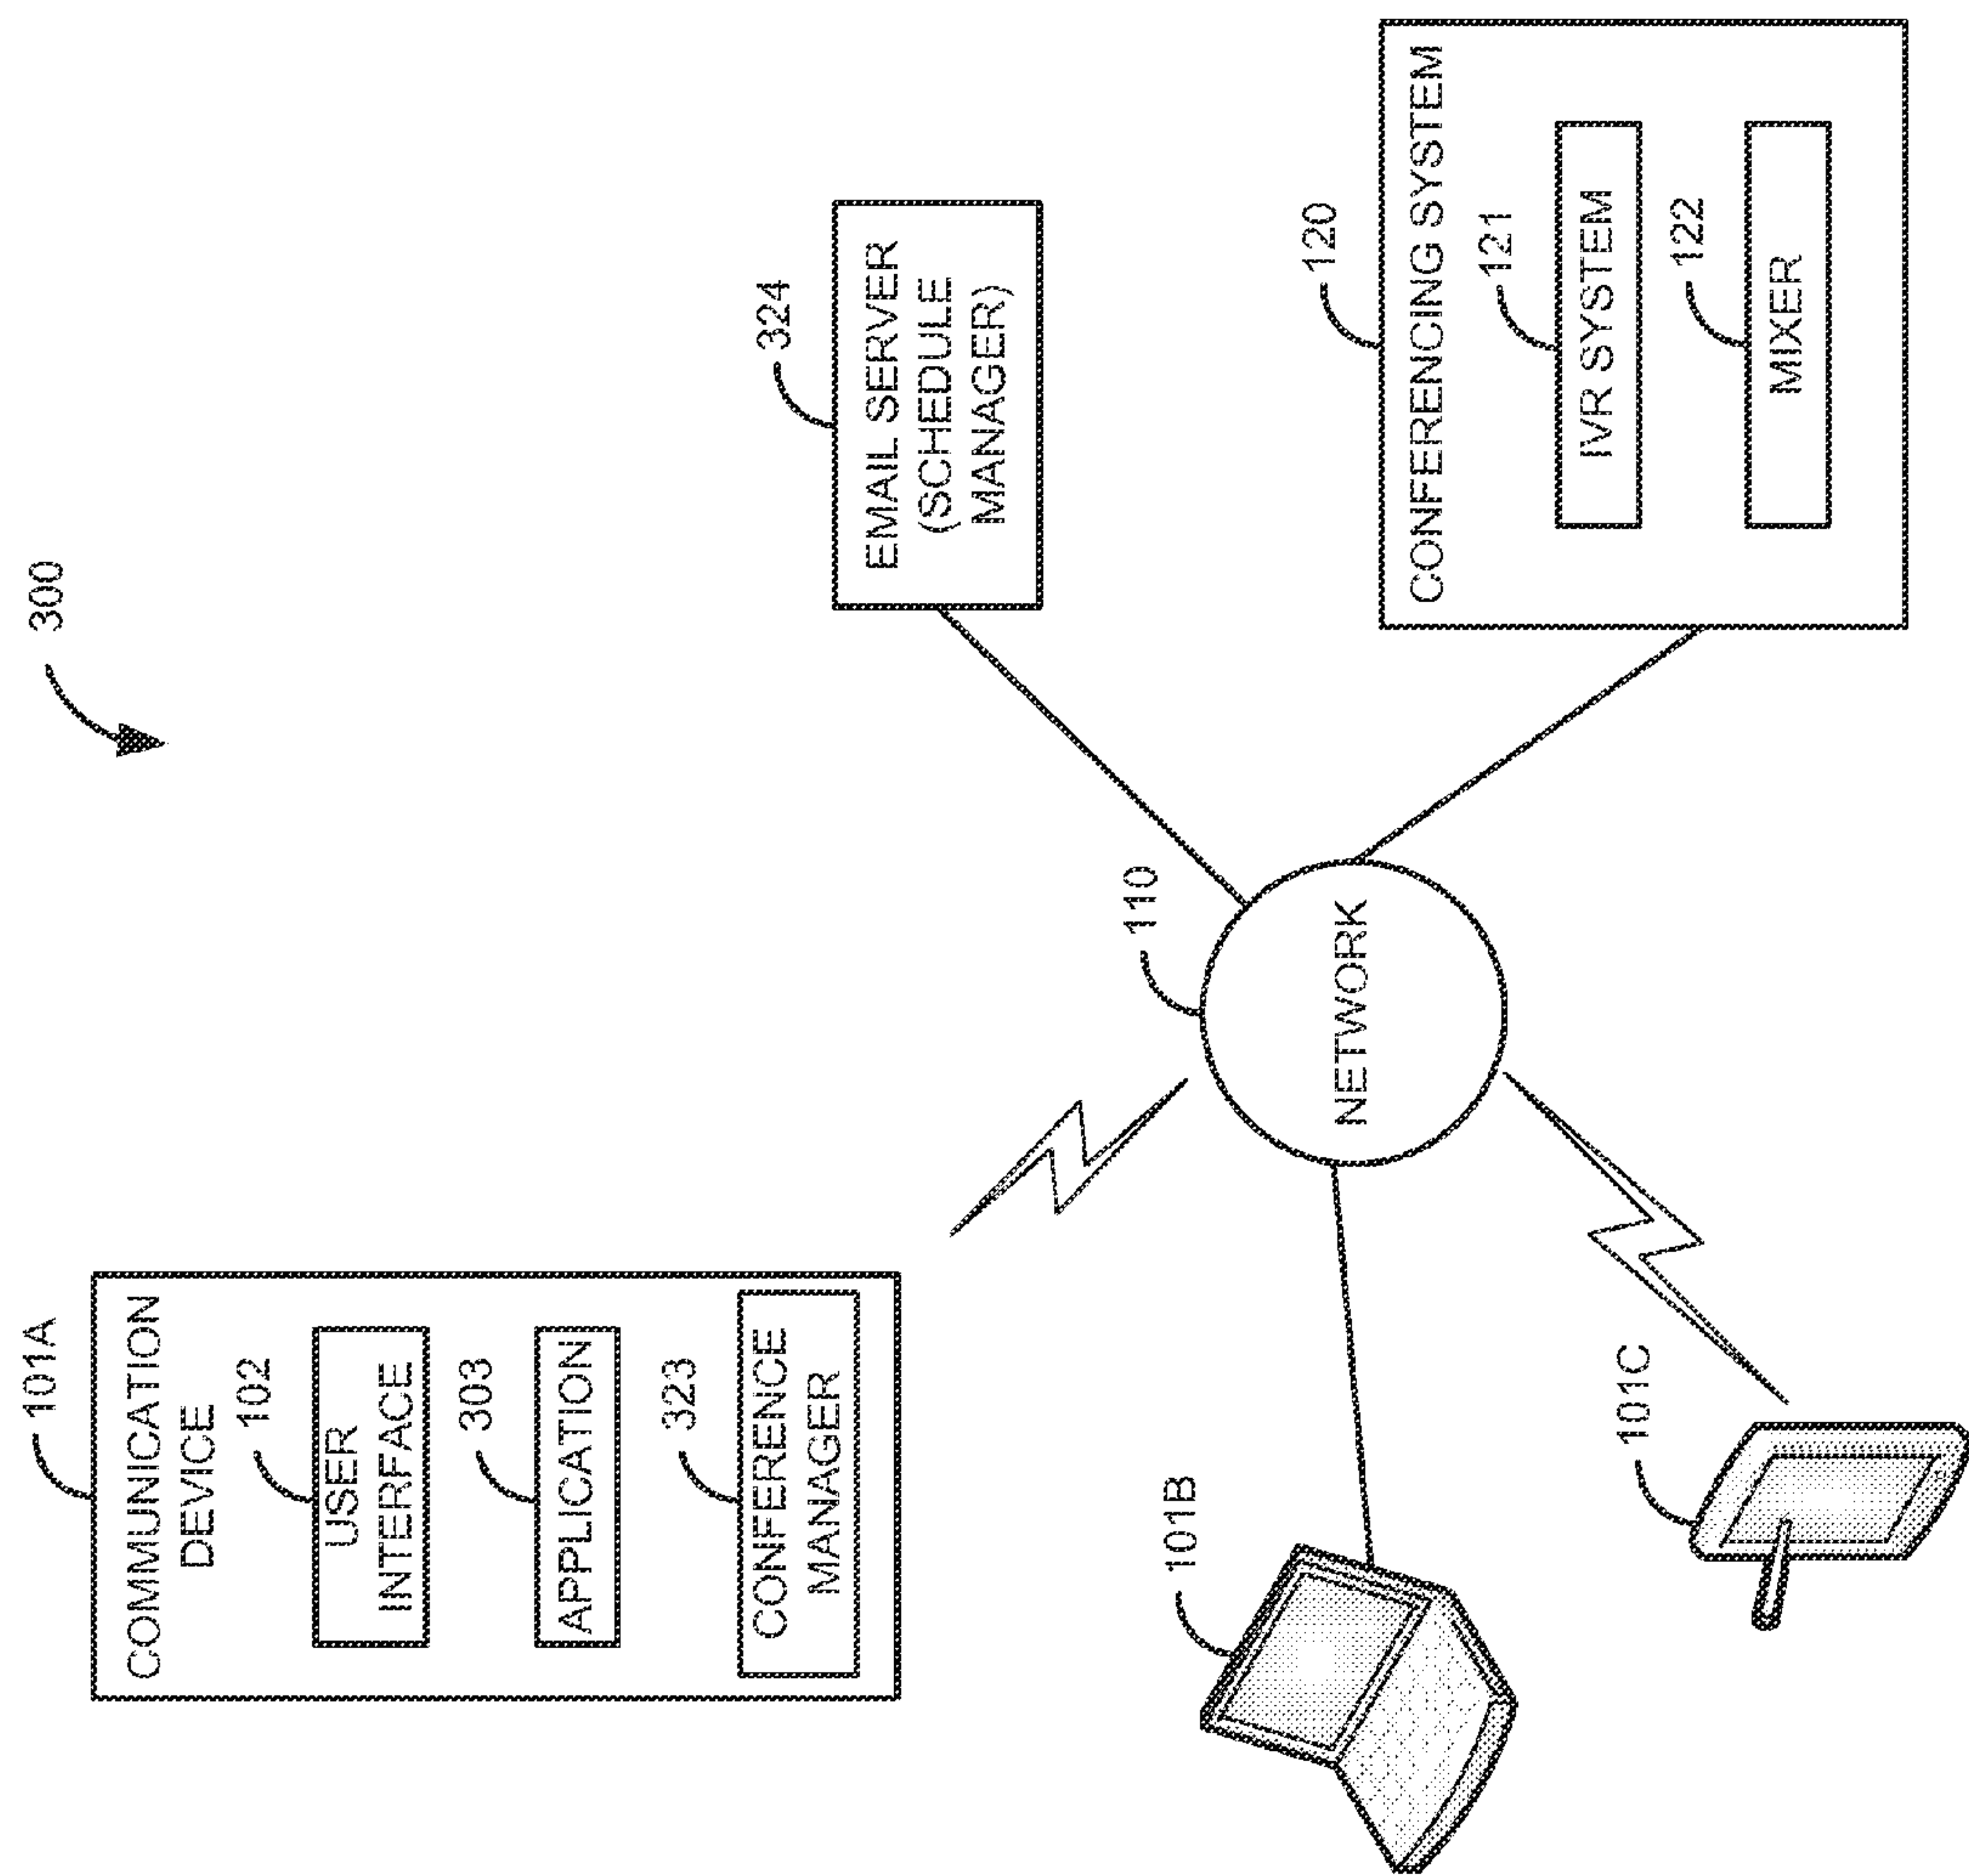 300
101A
COMMUNICATION
DEVICE
102
USER
INTERFACE
303
APPLICATION
323
CONFERENCE
MANAGER
324
EMAIL SERVER
(SCHEDULE
MANAGER)
110
NETWORK
120
CONFERENCING SYSTEM
121
IVR SYSTEM
122
MIXER
101B
101C